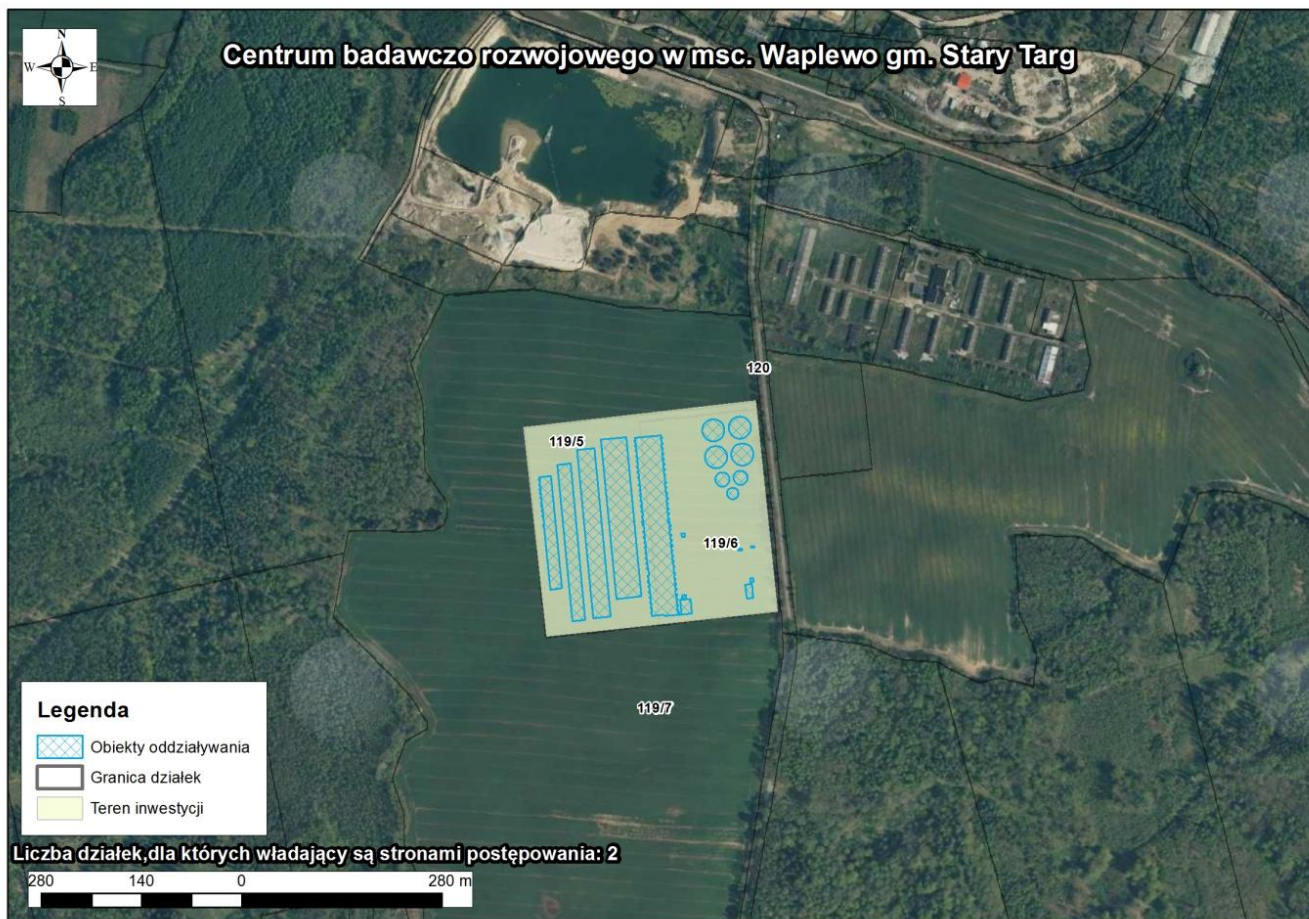 N
W E
S
Centrum badawczo rozwojowego w msc. Waplewo gm. Stary Targ
120
119/5
119/6
119/7
Legenda
Obiekty oddziaływania
Granica działek
Teren inwestycji
Liczba działek,dla których władający są stronami postępowania: 2
280 140 0 280 m